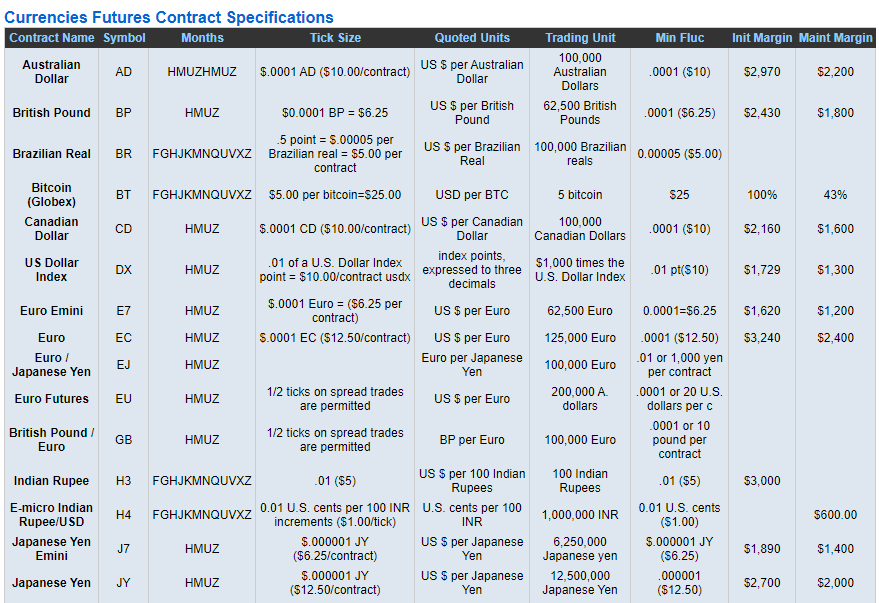 Currencies Futures Contract Specifications
Contract Name Symbol Months Tick Size Quoted Units Trading Unit Min Fluc Init Margin Maint Margin
Australian Dollar AD HMUZHMUZ $.0001 AD ($10.00/contract) US $ per Australian Dollar 100,000 Australian Dollars .0001 ($10) $2,970 $2,200
British Pound BP HMUZ $0.0001 BP = $6.25 US $ per British Pound 62,500 British Pounds .0001 ($6.25) $2,430 $1,800
Brazilian Real BR FGHJKMNQUVXZ .5 point = $.00005 per Brazilian real = $5.00 per contract US $ per Brazilian Real 100,000 Brazilian reals 0.00005 ($5.00)
Bitcoin (Globex) BT FGHJKMNQUVXZ $5.00 per bitcoin=$25.00 USD per BTC 5 bitcoin $25 100% 43%
Canadian Dollar CD HMUZ $.0001 CD ($10.00/contract) US $ per Canadian Dollar 100,000 Canadian Dollars .0001 ($10) $2,160 $1,600
US Dollar Index DX HMUZ .01 of a U.S. Dollar Index point = $10.00/contract usdx index points, expressed to three decimals $1,000 times the U.S. Dollar Index .01 pt($10) $1,729 $1,300
Euro Emini E7 HMUZ $.0001 Euro = ($6.25 per contract) US $ per Euro 62,500 Euro 0.0001=$6.25 $1,620 $1,200
Euro EC HMUZ $.0001 EC ($12.50/contract) US $ per Euro 125,000 Euro .0001 ($12.50) $3,240 $2,400
Euro / Japanese Yen EJ HMUZ Euro per Japanese Yen 100,000 Euro .01 or 1,000 yen per contract
Euro Futures EU HMUZ 1/2 ticks on spread trades are permitted US $ per Euro 200,000 A. dollars .0001 or 20 U.S. dollars per c
British Pound / Euro GB HMUZ 1/2 ticks on spread trades are permitted BP per Euro 100,000 Euro .0001 or 10 pound per contract
Indian Rupee H3 FGHJKMNQUVXZ .01 ($5) US $ per 100 Indian Rupees 100 Indian Rupees .01 ($5) $3,000
E-micro Indian Rupee/USD H4 FGHJKMNQUVXZ 0.01 U.S. cents per 100 INR increments ($1.00/tick) U.S. cents per 100 INR 1,000,000 INR 0.01 U.S. cents ($1.00) $600.00
Japanese Yen Emini J7 HMUZ $.000001 JY ($6.25/contract) US $ per Japanese Yen 6,250,000 Japanese yen $.000001 JY ($6.25) $1,890 $1,400
Japanese Yen JY HMUZ $.000001 JY ($12.50/contract) US $ per Japanese Yen 12,500,000 Japanese Yen .000001 ($12.50) $2,700 $2,000